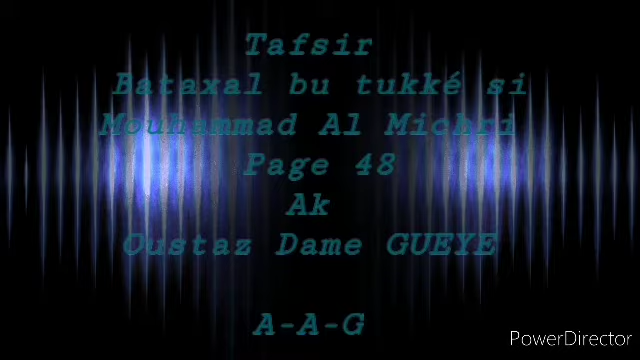 Tafsir
Bataxal bu tukké si
Mouhammad Al Michri
Page 48
Ak
Oustaz Dame GUEYE
A-A-G
PowerDirector